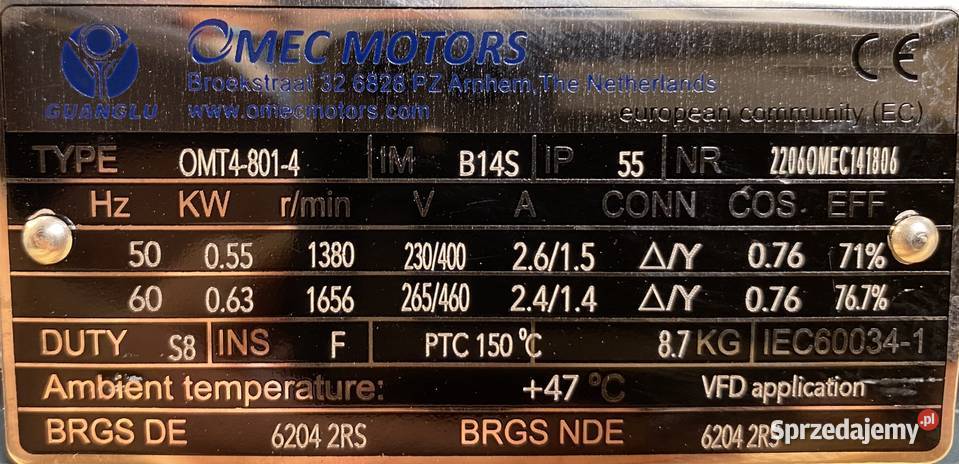 OMEC MOTORS
GUANGLU
Broekstraat 32 6828 PZ Arnhem, The Netherlands
www.omecmotors.com
CE
european community (EC)
TYPE OMT4-801-4 IM B14S IP 55 NR 2206OMEC141806
Hz KW r/min V A CONN COS EFF
50 0.55 1380 230/400 2.6/1.5 Δ/Y 0.76 71%
60 0.63 1656 265/460 2.4/1.4 Δ/Y 0.76 76.7%
DUTY S8 INS F PTC 150 °C 8.7 KG IEC60034-1
Ambient temperature: +47 °C VFD application
BRGS DE 6204 2RS BRGS NDE 6204 2RS
Sprzedajemy.pl